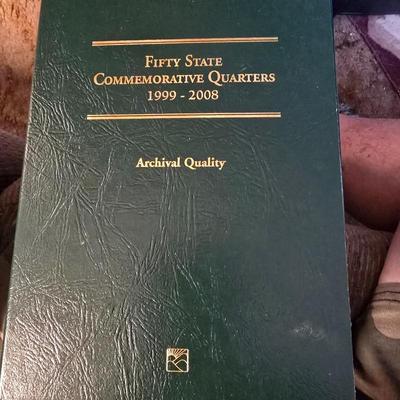 Fifty State
Commemorative Quarters
1999 - 2008
Archival Quality